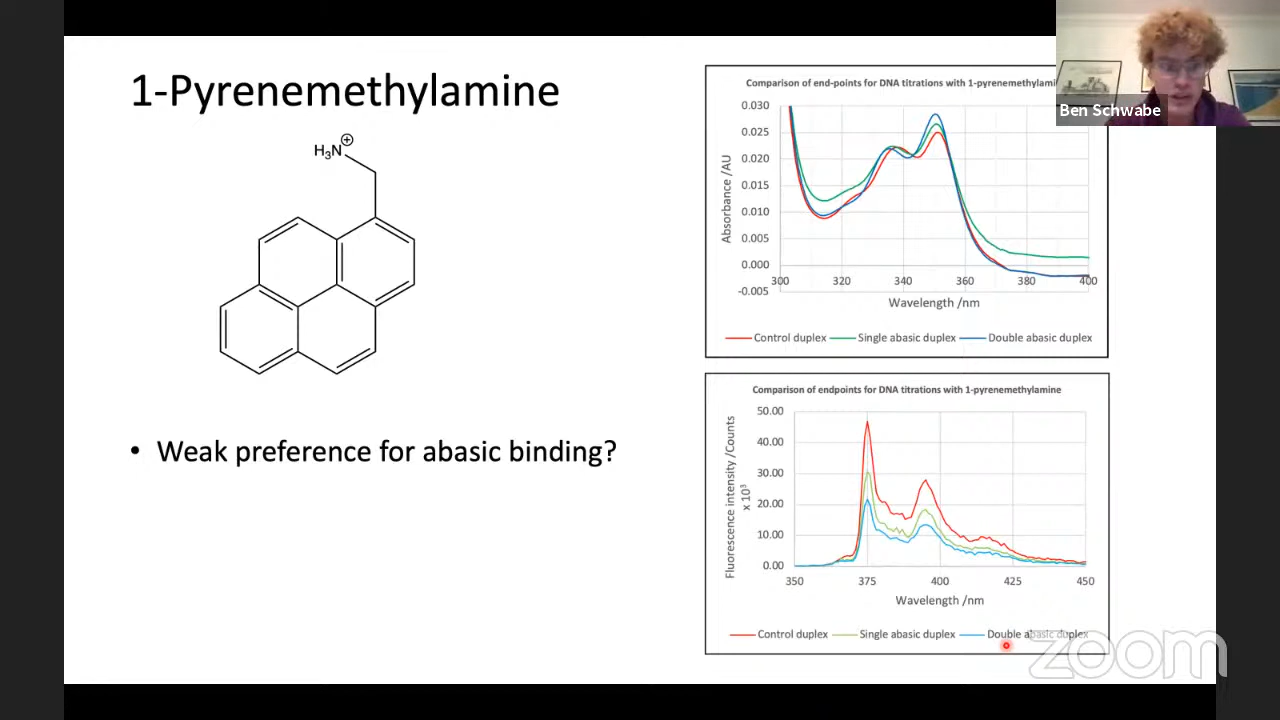 1-Pyrenemethylamine
H3N⊕
• Weak preference for abasic binding?
Comparison of end-points for DNA titrations with
Absorbance /AU
0.030
0.025
0.020
0.015
0.010
0.005
0.000
-0.005
300 320 340 360 380 400
Wavelength /nm
Control duplex Single abasic duplex Double abasic duplex
Ben Schwabe
Comparison of endpoints for DNA titrations with 1-pyrenemethylamine
Fluorescence intensity /Counts
x 10³
50.00
40.00
30.00
20.00
10.00
0.00
350 375 400 425 450
Wavelength /nm
Control duplex Single abasic duplex Double abasic duplex
zoom